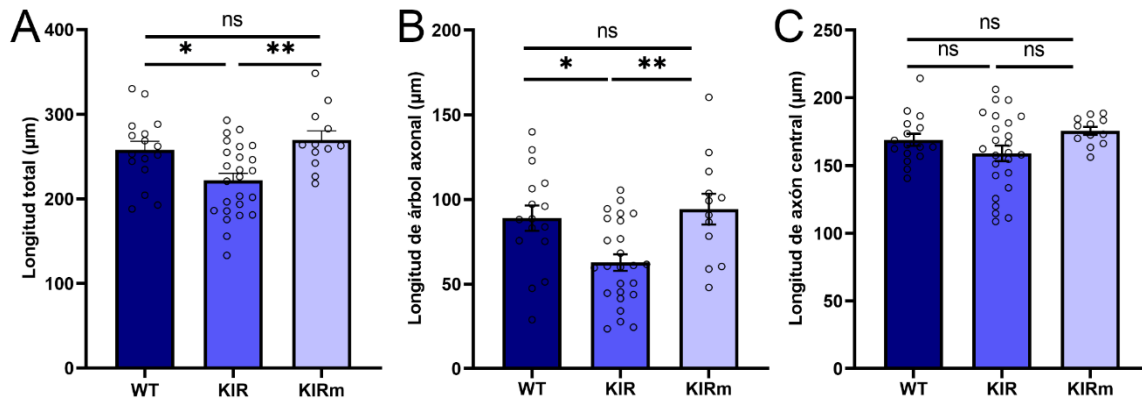 A
ns
* **
Longitud total (µm)
400
300
200
100
0
WT KIR KIRm
B
ns
* **
Longitud de árbol axonal (µm)
200
150
100
50
0
WT KIR KIRm
C
ns
ns ns
Longitud de axón central (µm)
250
200
150
100
50
0
WT KIR KIRm